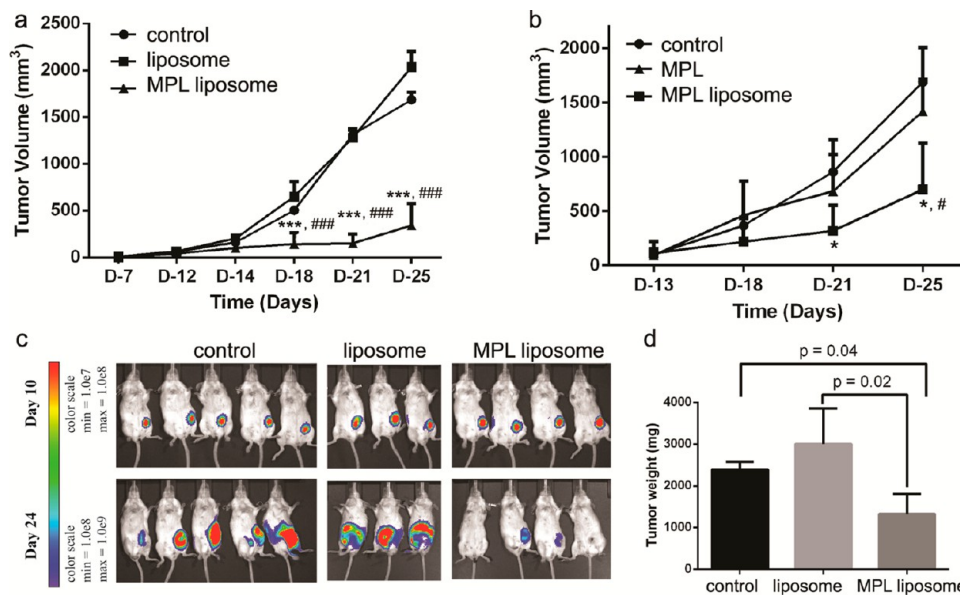 a
2500
2000
1500
1000
500
0
Tumor Volume (mm³)
control
liposome
MPL liposome
***, ###
***, ###
***, ###
D-7 D-12 D-14 D-18 D-21 D-25
Time (Days)
b
2000
1500
1000
500
0
Tumor Volume (mm³)
control
MPL
MPL liposome
*
*, #
D-13 D-18 D-21 D-25
Time (Days)
c
control liposome MPL liposome
Day 10
color scale
min = 1.0e7
max = 1.0e8
Day 24
color scale
min = 1.0e8
max = 1.0e9
d
p = 0.04
p = 0.02
4000
3000
2000
1000
0
Tumor weight (mg)
control liposome MPL liposome